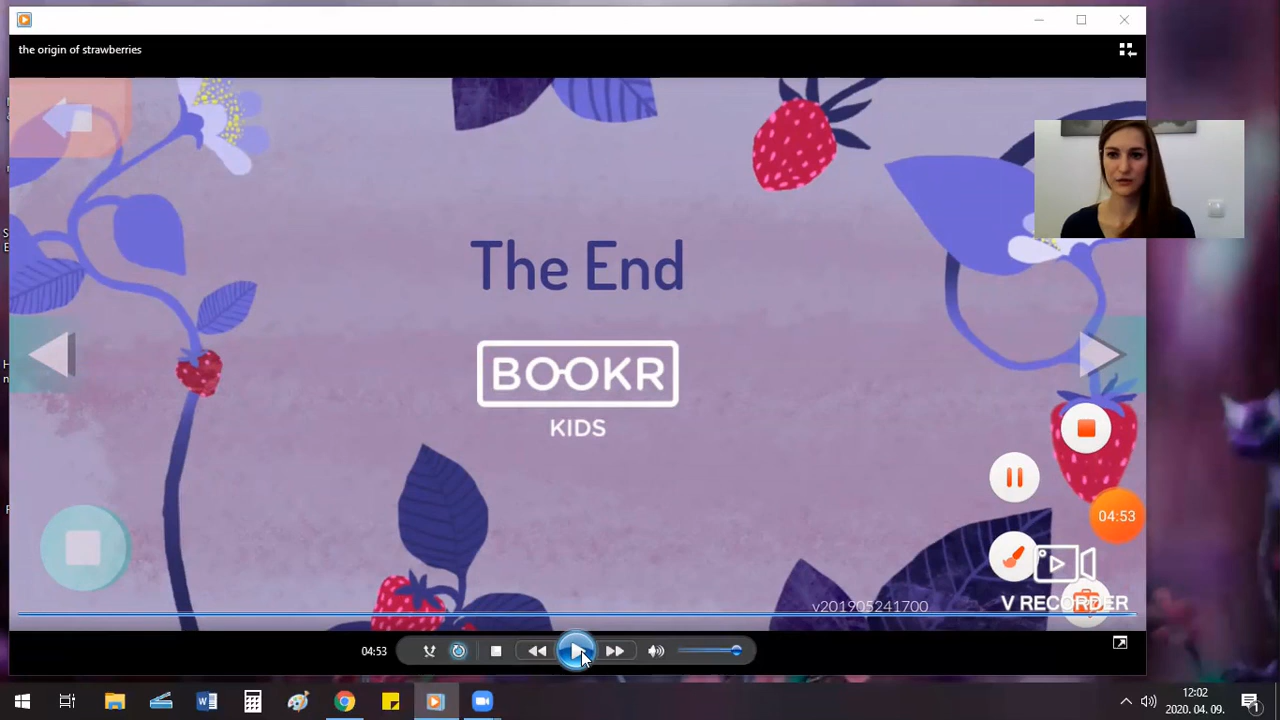 the origin of strawberries
The End
BOOKR
KIDS
04:53
v201905241700
V RECORDER
04:53
12:02
2020. 04. 09.